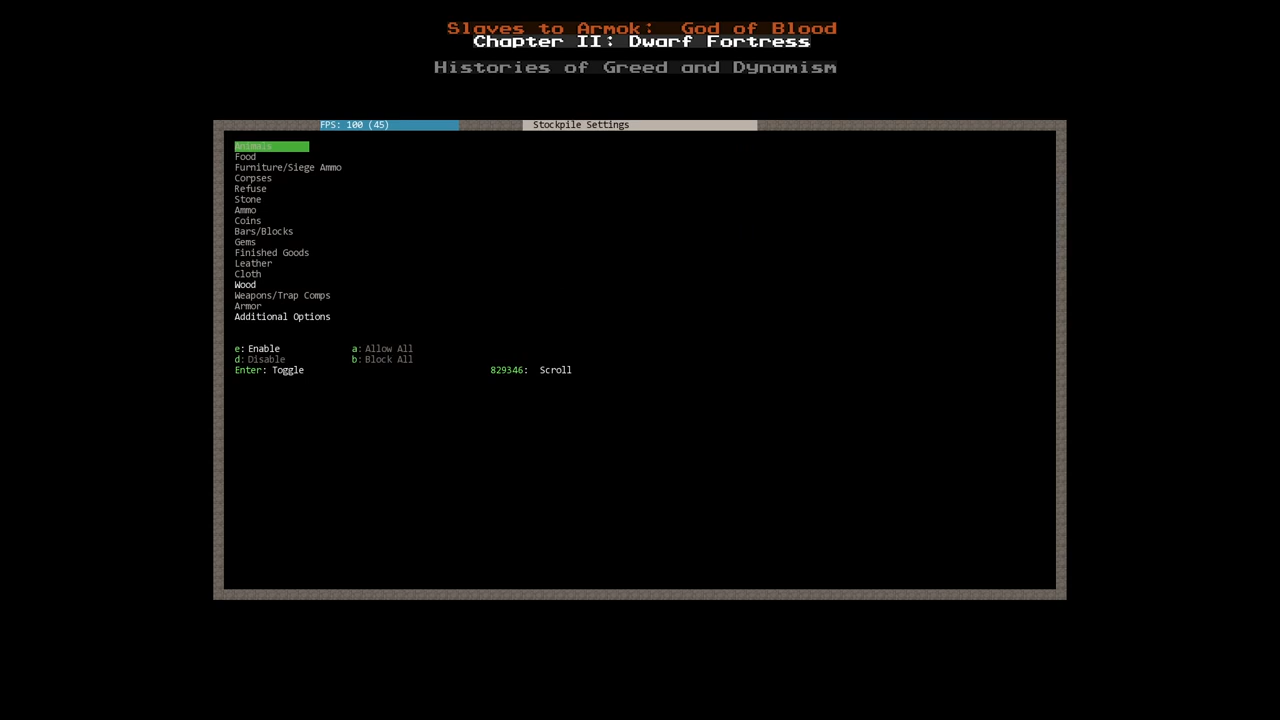 Slaves to Armok: God of Blood
Chapter II: Dwarf Fortress
Histories of Greed and Dynamism
FPS: 100 (45) Stockpile Settings
Animals
Food
Furniture/Siege Ammo
Corpses
Refuse
Stone
Ammo
Coins
Bars/Blocks
Gems
Finished Goods
Leather
Cloth
Wood
Weapons/Trap Comps
Armor
Additional Options
e: Enable a: Allow All
d: Disable b: Block All
Enter: Toggle 829346: Scroll